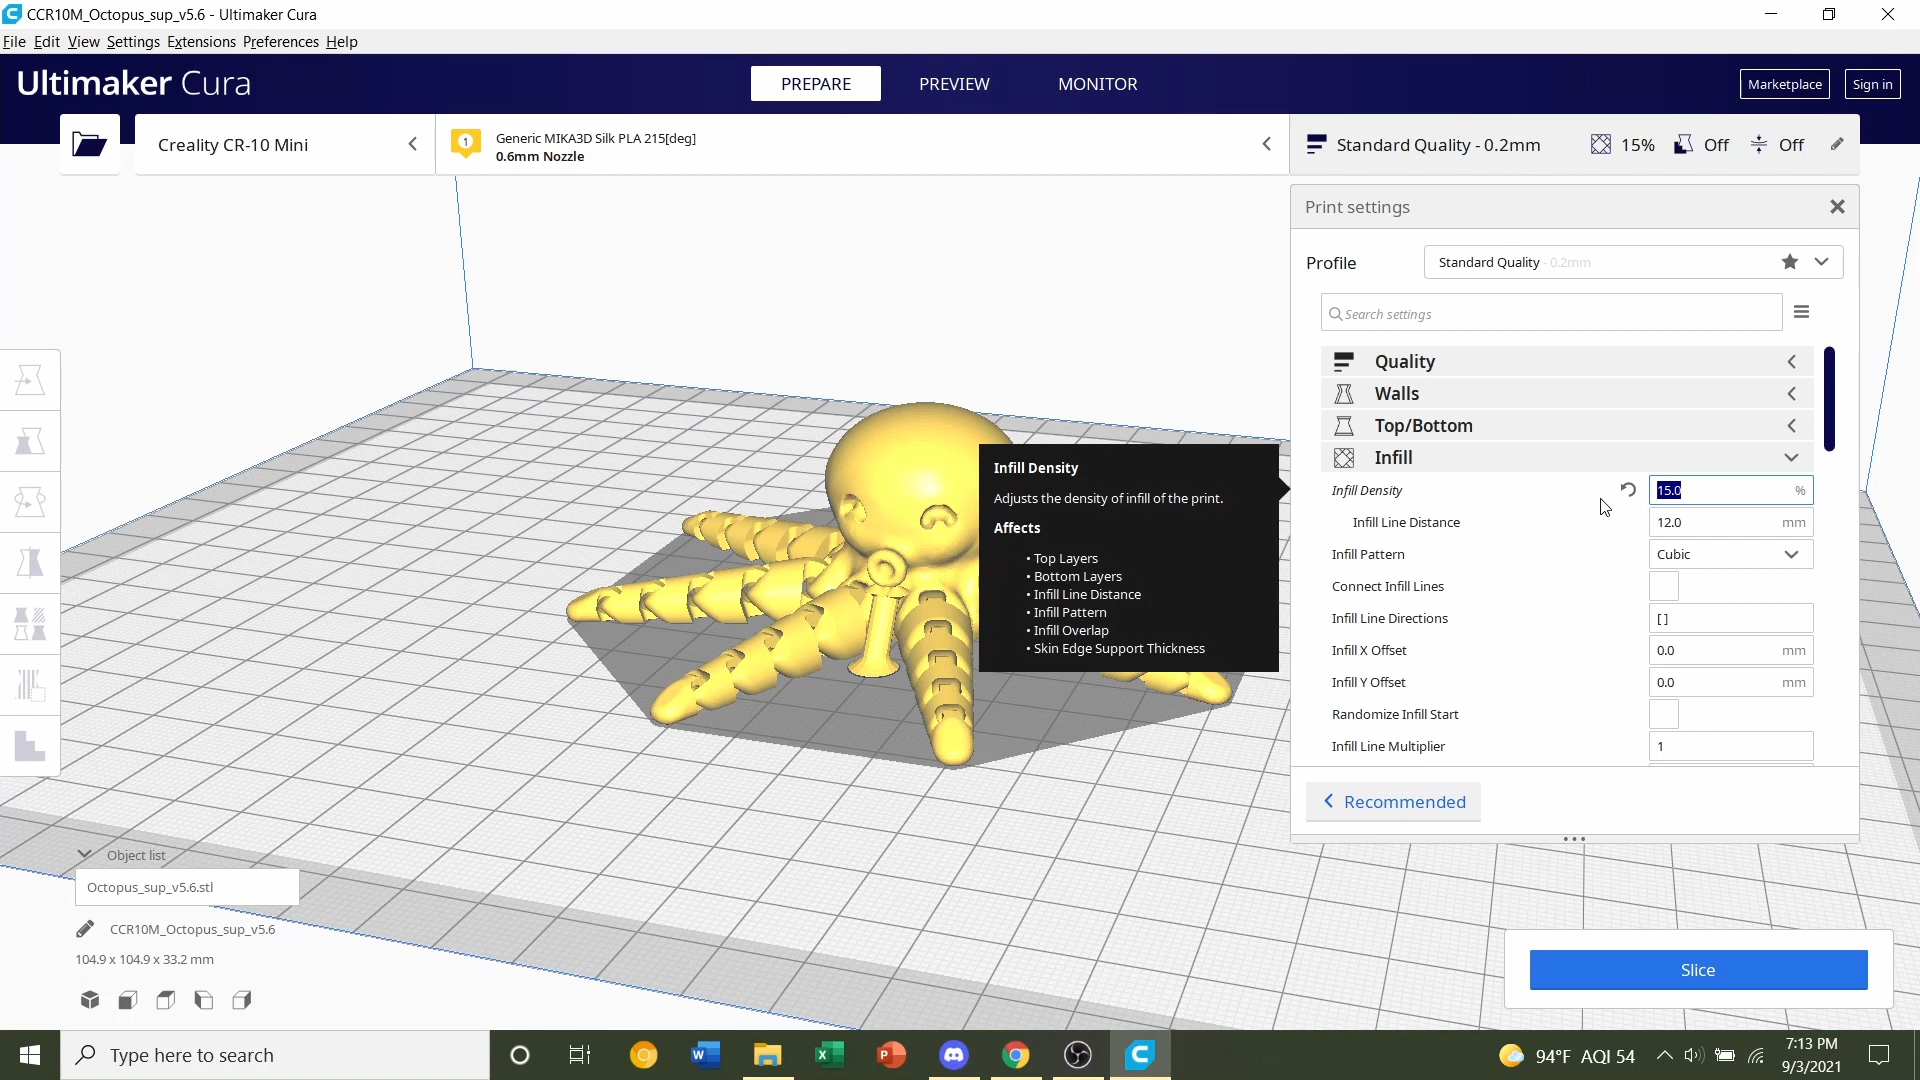 CCR10M_Octopus_sup_v5.6 - Ultimaker Cura
File Edit View Settings Extensions Preferences Help
Ultimaker Cura
PREPARE
PREVIEW
MONITOR
Marketplace
Sign in
Creality CR-10 Mini
1
Generic MIKA3D Silk PLA 215[deg]
0.6mm Nozzle
Standard Quality - 0.2mm
15%
Off
Off
Print settings
Profile
Standard Quality - 0.2mm
Search settings
Quality
Walls
Top/Bottom
Infill
Infill Density
15.0 %
Infill Line Distance
12.0 mm
Infill Pattern
Cubic
Connect Infill Lines
Infill Line Directions
[ ]
Infill X Offset
0.0 mm
Infill Y Offset
0.0 mm
Randomize Infill Start
Infill Line Multiplier
1
Recommended
Infill Density
Adjusts the density of infill of the print.
Affects
• Top Layers
• Bottom Layers
• Infill Line Distance
• Infill Pattern
• Infill Overlap
• Skin Edge Support Thickness
Object list
Octopus_sup_v5.6.stl
CCR10M_Octopus_sup_v5.6
104.9 x 104.9 x 33.2 mm
Slice
Type here to search
94°F AQI 54
7:13 PM
9/3/2021